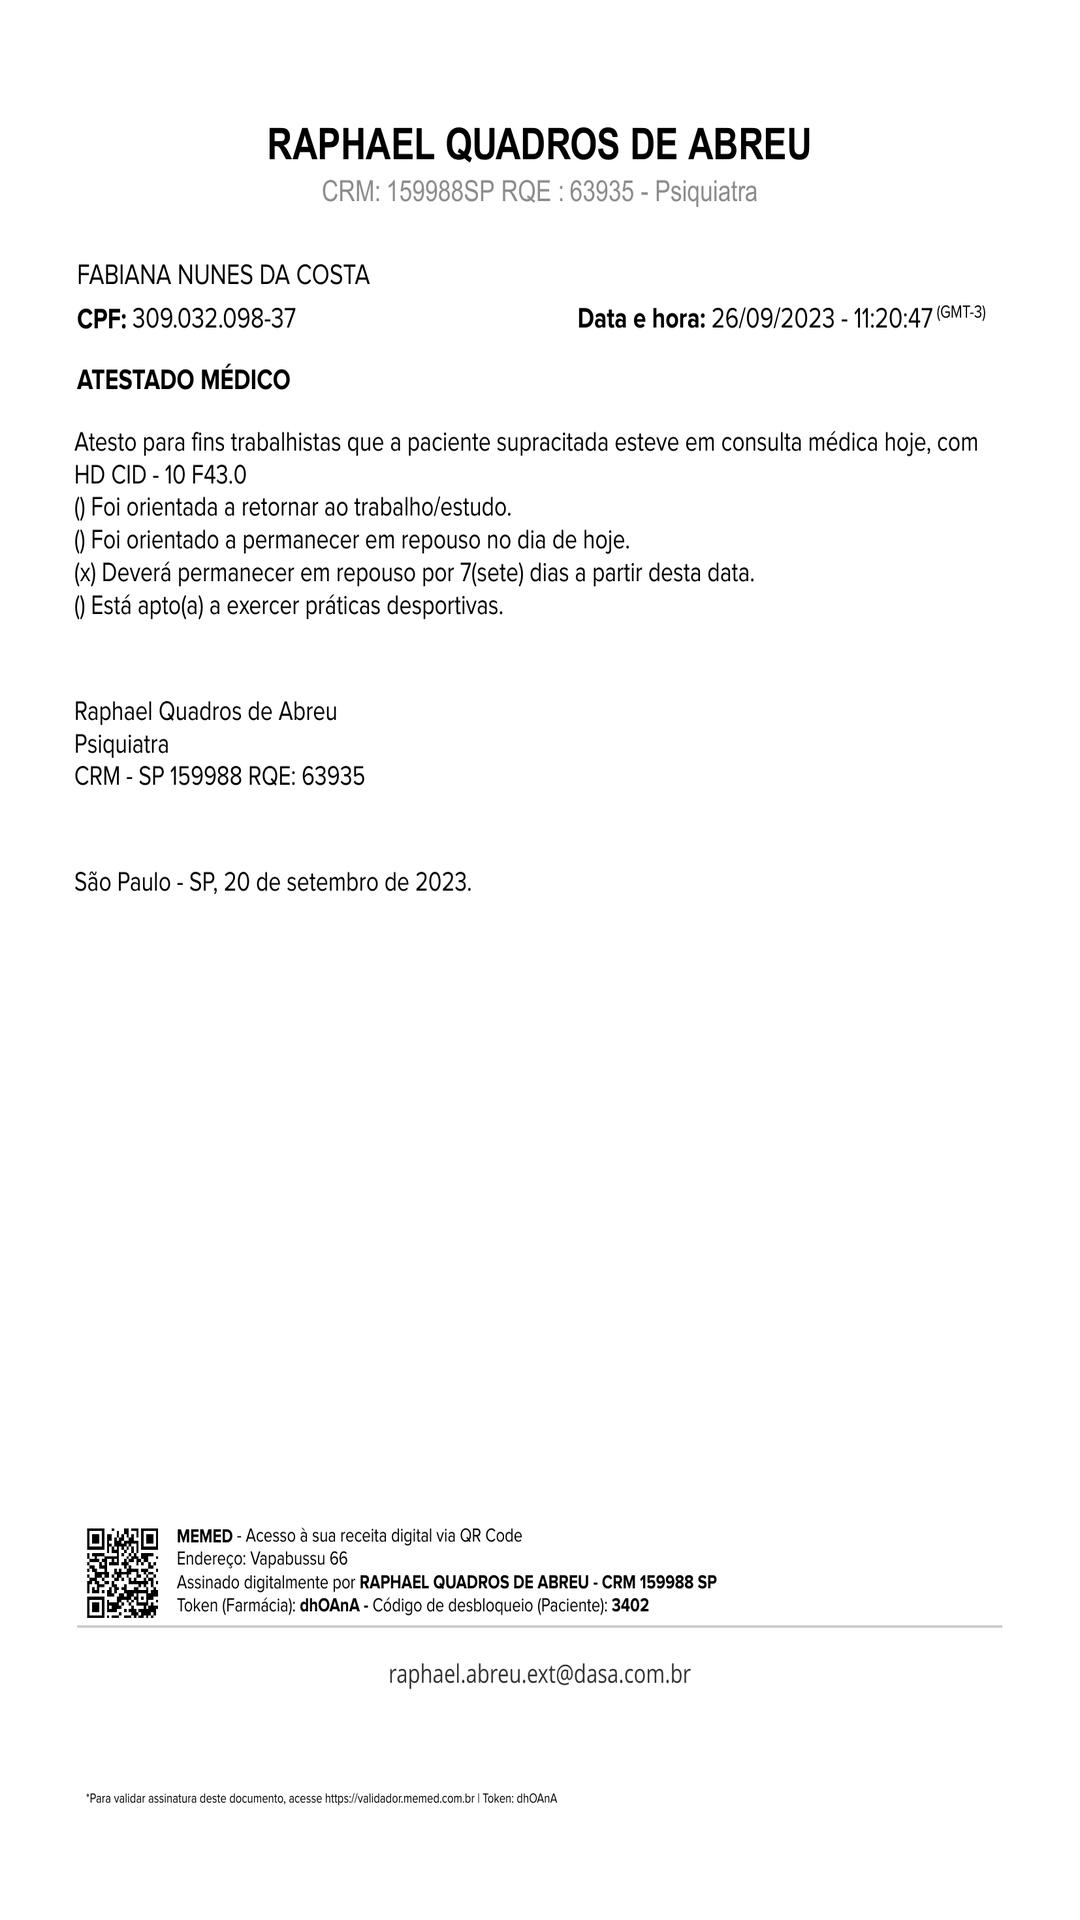 RAPHAEL QUADROS DE ABREU
CRM: 159988SP RQE : 63935 - Psiquiatra
FABIANA NUNES DA COSTA
CPF: 309.032.098-37 Data e hora: 26/09/2023 - 11:20:47 (GMT-3)
ATESTADO MÉDICO
Atesto para fins trabalhistas que a paciente supracitada esteve em consulta médica hoje, com
HD CID - 10 F43.0
() Foi orientada a retornar ao trabalho/estudo.
() Foi orientado a permanecer em repouso no dia de hoje.
(x) Deverá permanecer em repouso por 7(sete) dias a partir desta data.
() Está apto(a) a exercer práticas desportivas.
Raphael Quadros de Abreu
Psiquiatra
CRM - SP 159988 RQE: 63935
São Paulo - SP, 20 de setembro de 2023.
MEMED - Acesso à sua receita digital via QR Code
Endereço: Vapabussu 66
Assinado digitalmente por RAPHAEL QUADROS DE ABREU - CRM 159988 SP
Token (Farmácia): dhOAnA - Código de desbloqueio (Paciente): 3402
raphael.abreu.ext@dasa.com.br
*Para validar assinatura deste documento, acesse https://validador.memed.com.br | Token: dhOAnA